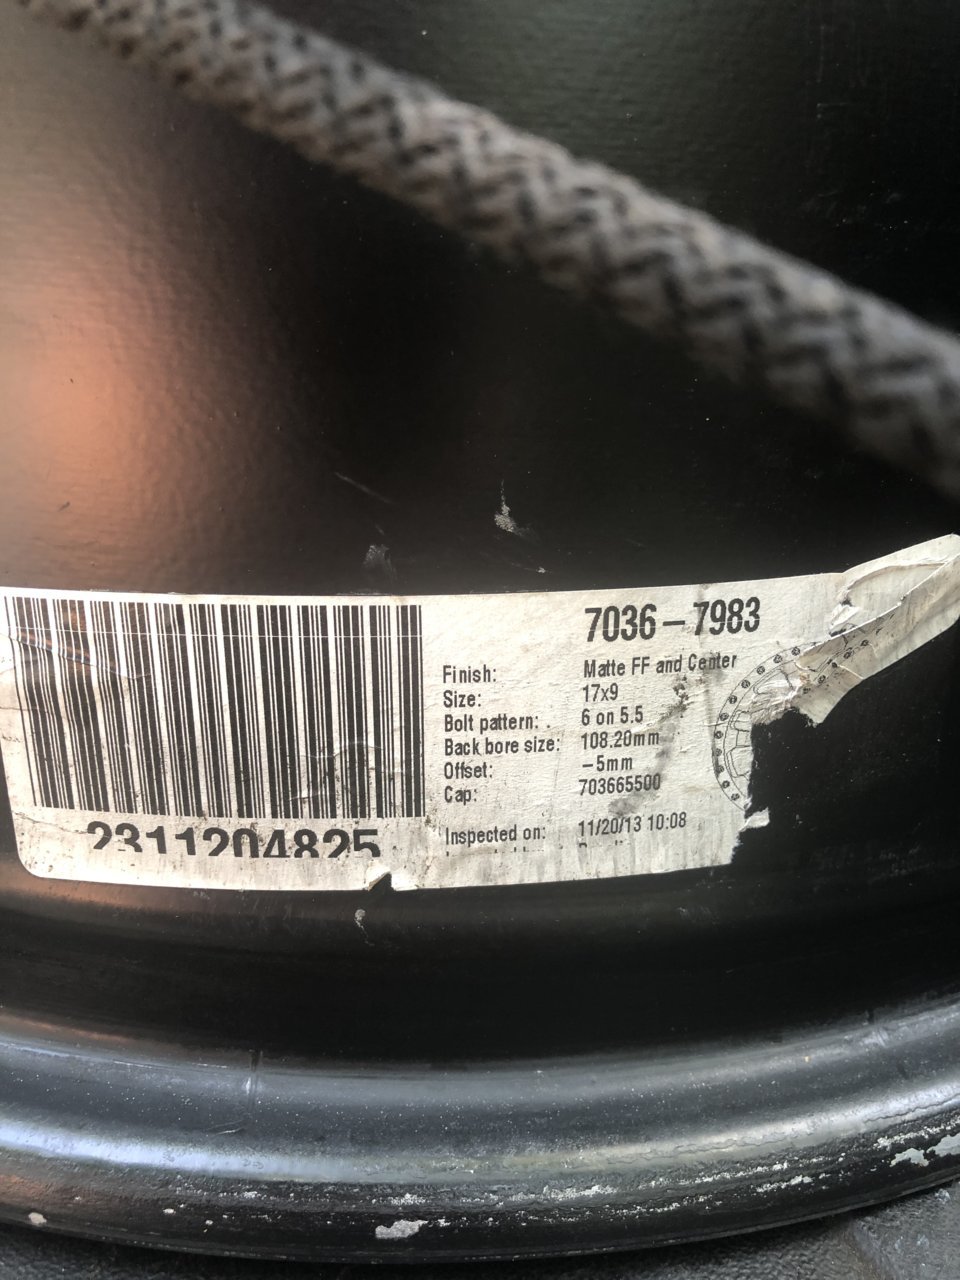 7036-7983
Finish: Matte FF and Center
Size: 17x9
Bolt pattern: 6 on 5.5
Back bore size: 108.20mm
Offset: -5mm
Cap: 703665500
Inspected on: 11/20/13 10:08
2311204825